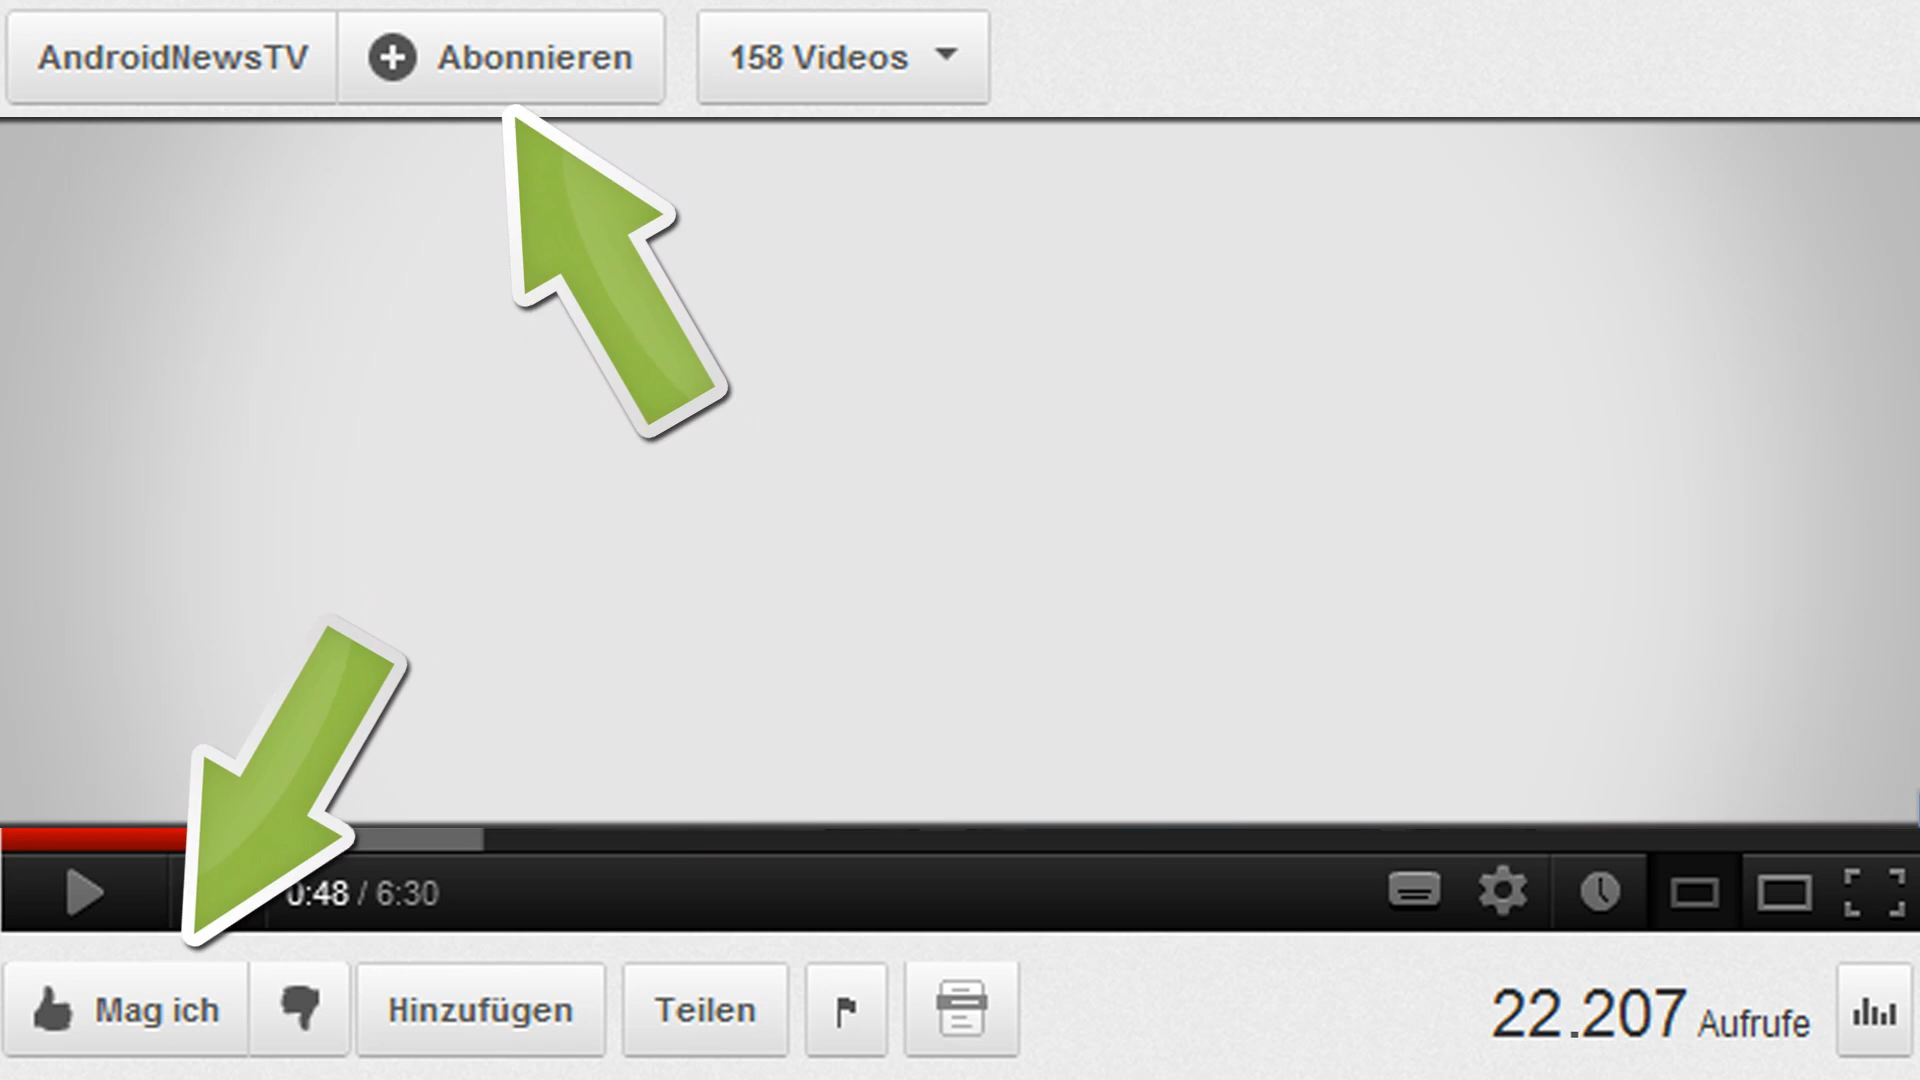 AndroidNewsTV Abonnieren 158 Videos
0:48 / 6:30
Mag ich Hinzufügen Teilen 22.207 Aufrufe